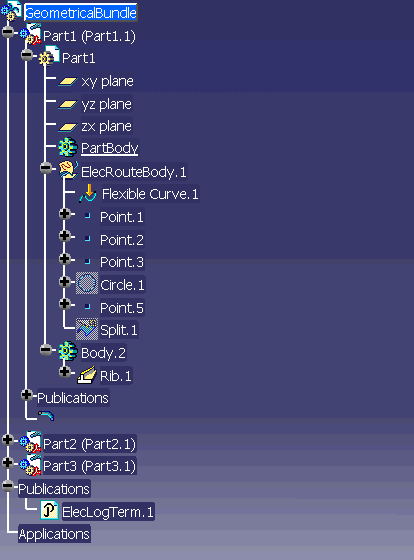 GeometricalBundle
Part1 (Part1.1)
Part1
xy plane
yz plane
zx plane
PartBody
ElecRouteBody.1
Flexible Curve.1
Point.1
Point.2
Point.3
Circle.1
Point.5
Split.1
Body.2
Rib.1
Publications
Part2 (Part2.1)
Part3 (Part3.1)
Publications
ElecLogTerm.1
Applications